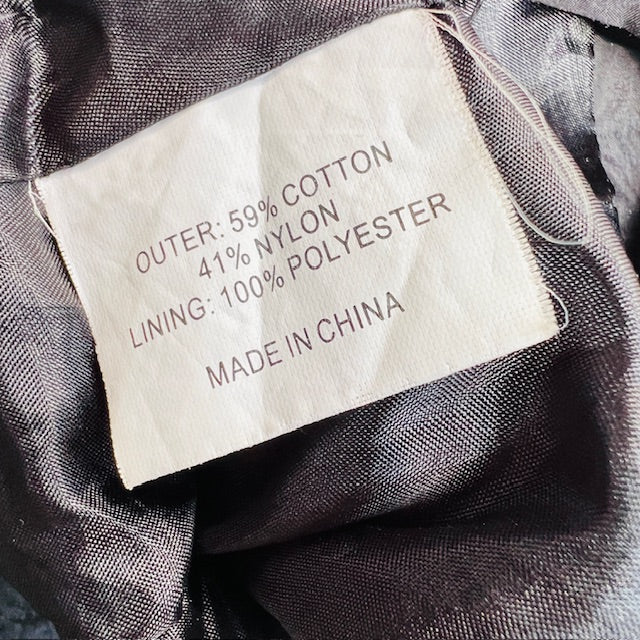 OUTER: 59% COTTON
41% NYLON
LINING: 100% POLYESTER
MADE IN CHINA